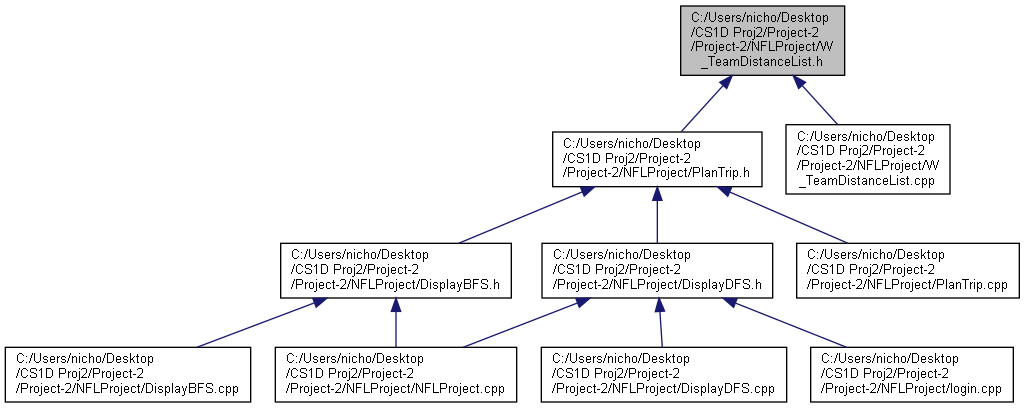 C:/Users/nicho/Desktop
/CS1D Proj2/Project-2
/Project-2/NFLProject/W
_TeamDistanceList.h
C:/Users/nicho/Desktop
/CS1D Proj2/Project-2
/Project-2/NFLProject/PlanTrip.h
C:/Users/nicho/Desktop
/CS1D Proj2/Project-2
/Project-2/NFLProject/W
_TeamDistanceList.cpp
C:/Users/nicho/Desktop
/CS1D Proj2/Project-2
/Project-2/NFLProject/DisplayBFS.h
C:/Users/nicho/Desktop
/CS1D Proj2/Project-2
/Project-2/NFLProject/DisplayDFS.h
C:/Users/nicho/Desktop
/CS1D Proj2/Project-2
/Project-2/NFLProject/PlanTrip.cpp
C:/Users/nicho/Desktop
/CS1D Proj2/Project-2
/Project-2/NFLProject/DisplayBFS.cpp
C:/Users/nicho/Desktop
/CS1D Proj2/Project-2
/Project-2/NFLProject/NFLProject.cpp
C:/Users/nicho/Desktop
/CS1D Proj2/Project-2
/Project-2/NFLProject/DisplayDFS.cpp
C:/Users/nicho/Desktop
/CS1D Proj2/Project-2
/Project-2/NFLProject/login.cpp